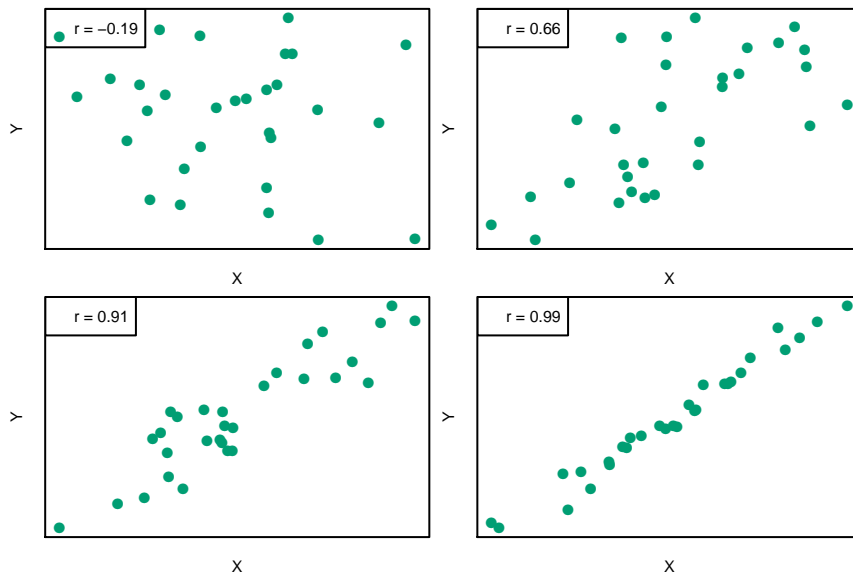 r = −0.19
Y
X
r = 0.66
Y
X
r = 0.91
Y
X
r = 0.99
Y
X